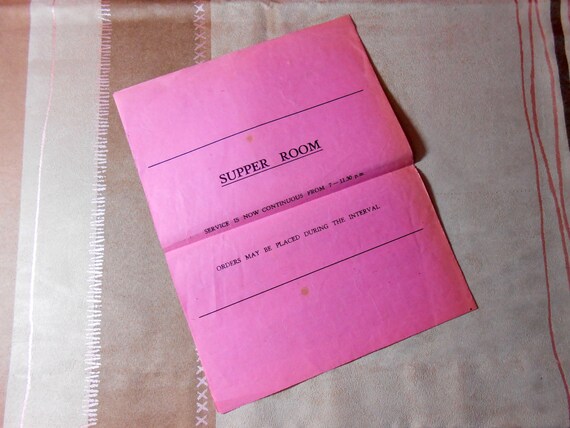 SUPPER ROOM
SERVICE IS NOW CONTINUOUS FROM 7—11.30 p.m.
ORDERS MAY BE PLACED DURING THE INTERVAL